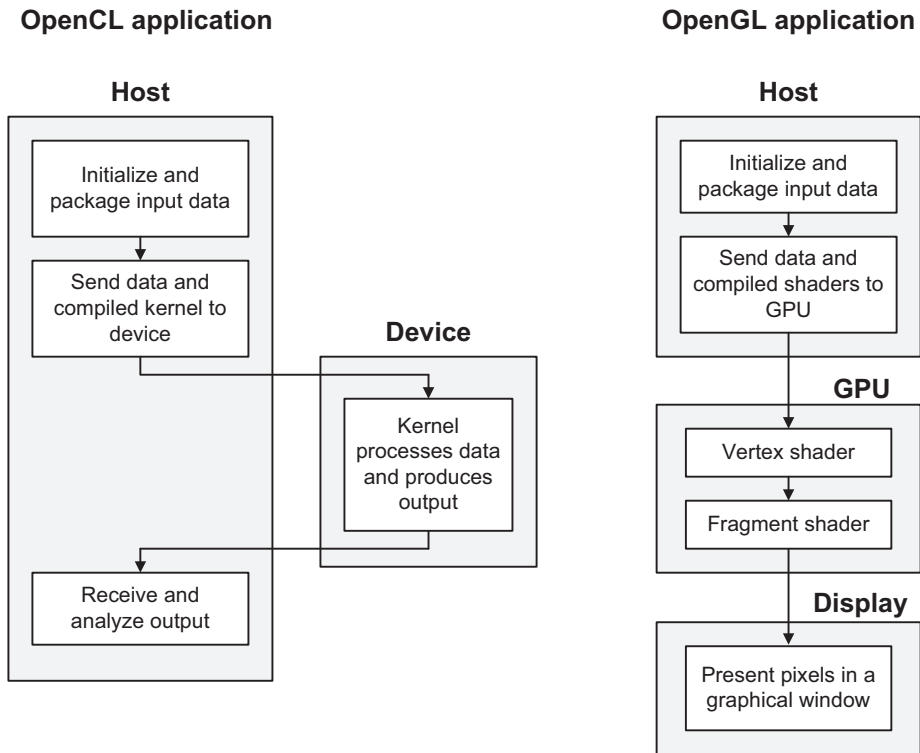 OpenCL application
Host
Initialize and
package input data
Send data and
compiled kernel to
device
Device
Kernel
processes data
and produces
output
Receive and
analyze output
OpenGL application
Host
Initialize and
package input data
Send data and
compiled shaders to
GPU
GPU
Vertex shader
Fragment shader
Display
Present pixels in a
graphical window